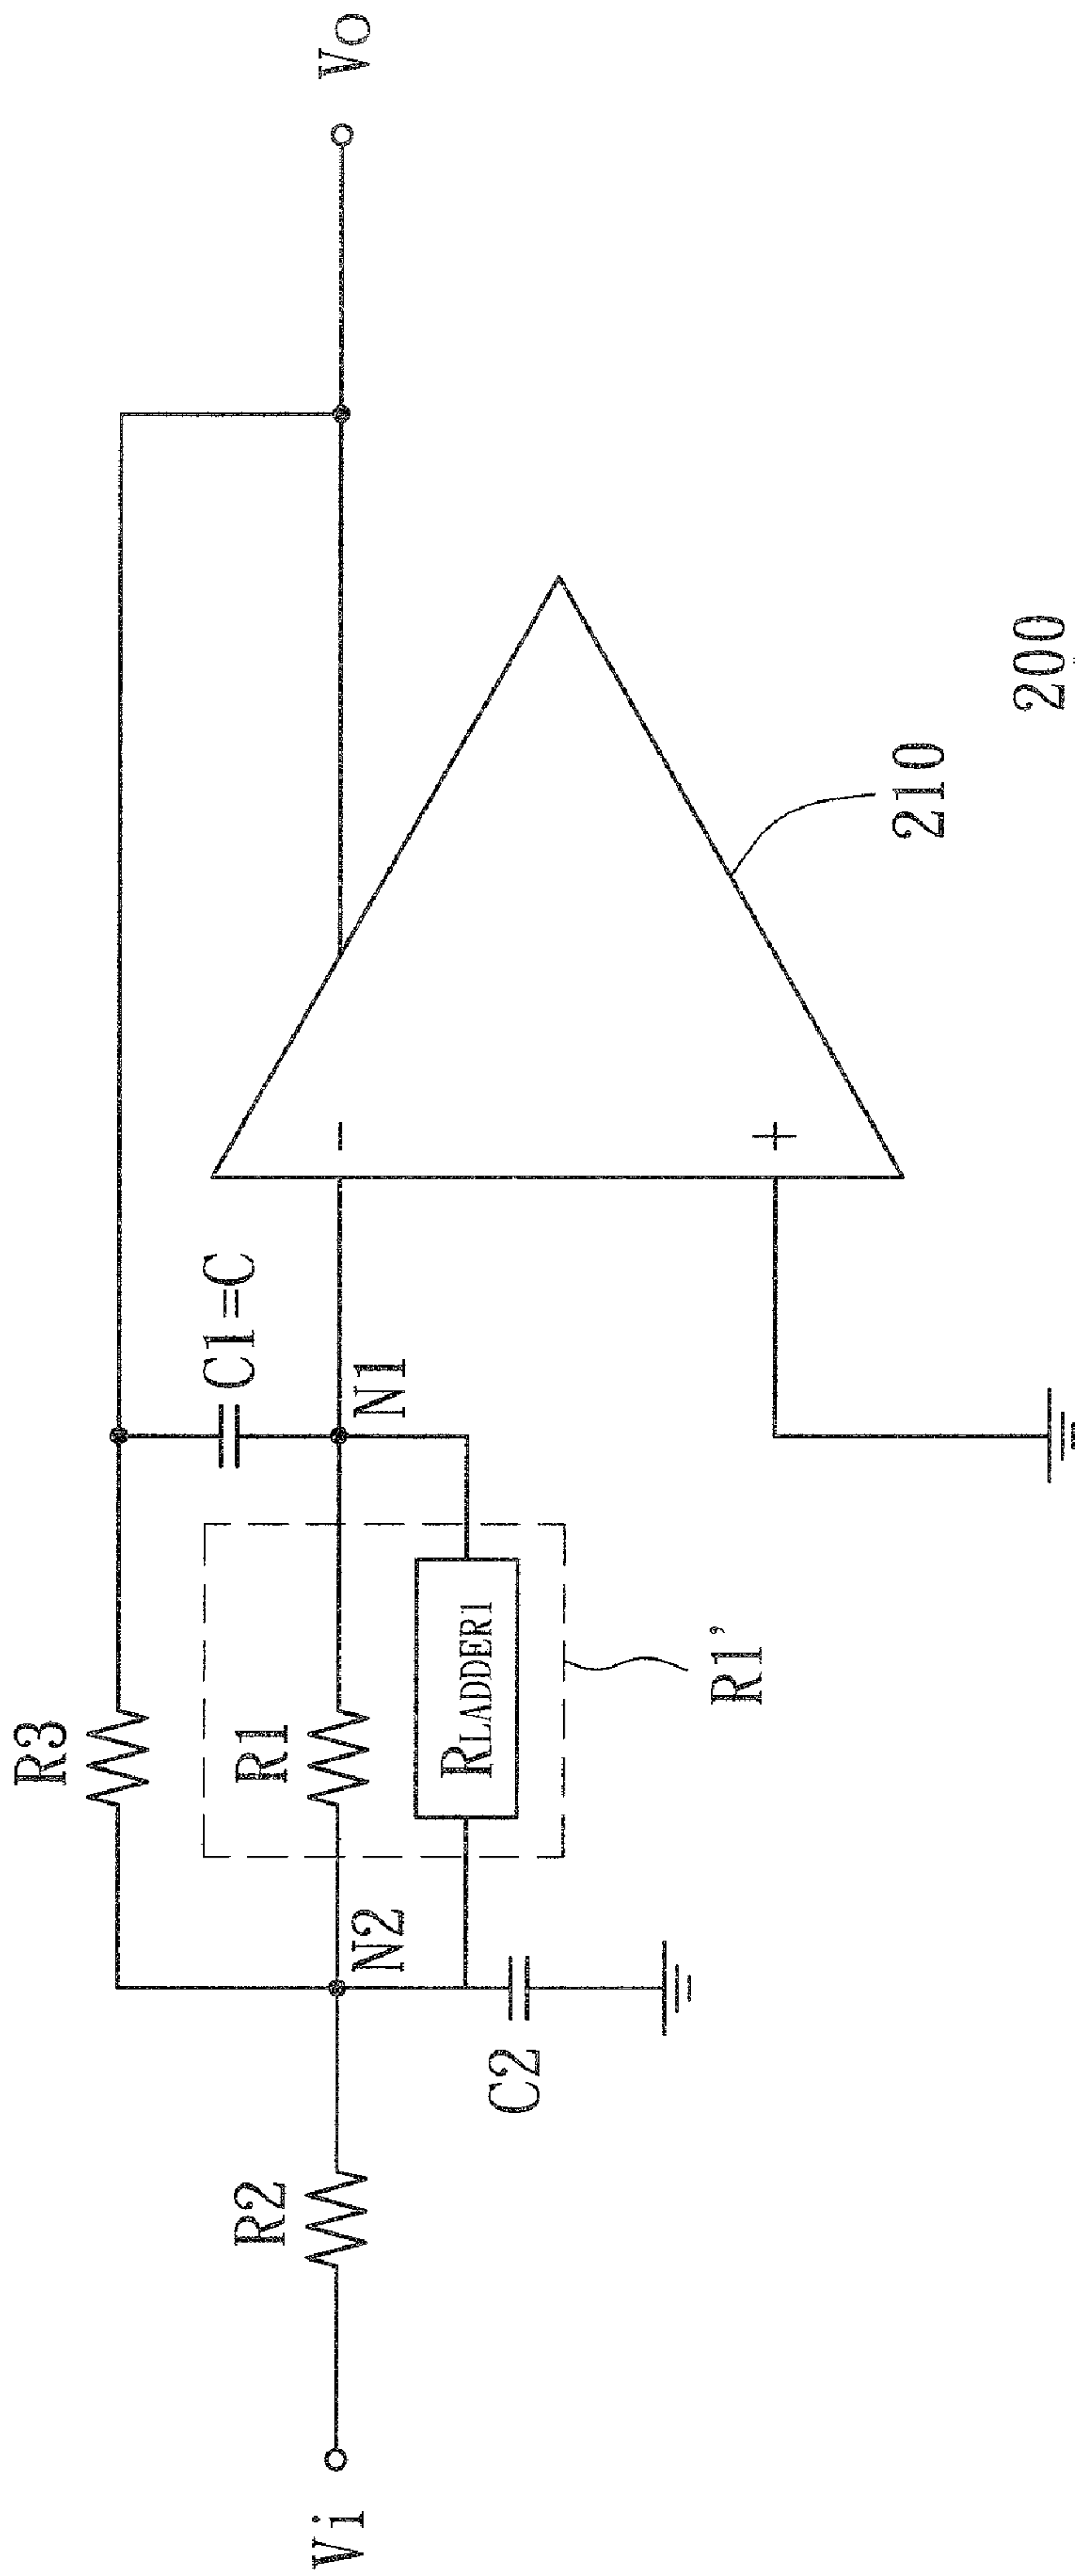 R3
C1=C
Vi
R2
N2
R1
N1
Vo
RLADDER1
C2
R1'
-
+
210
200